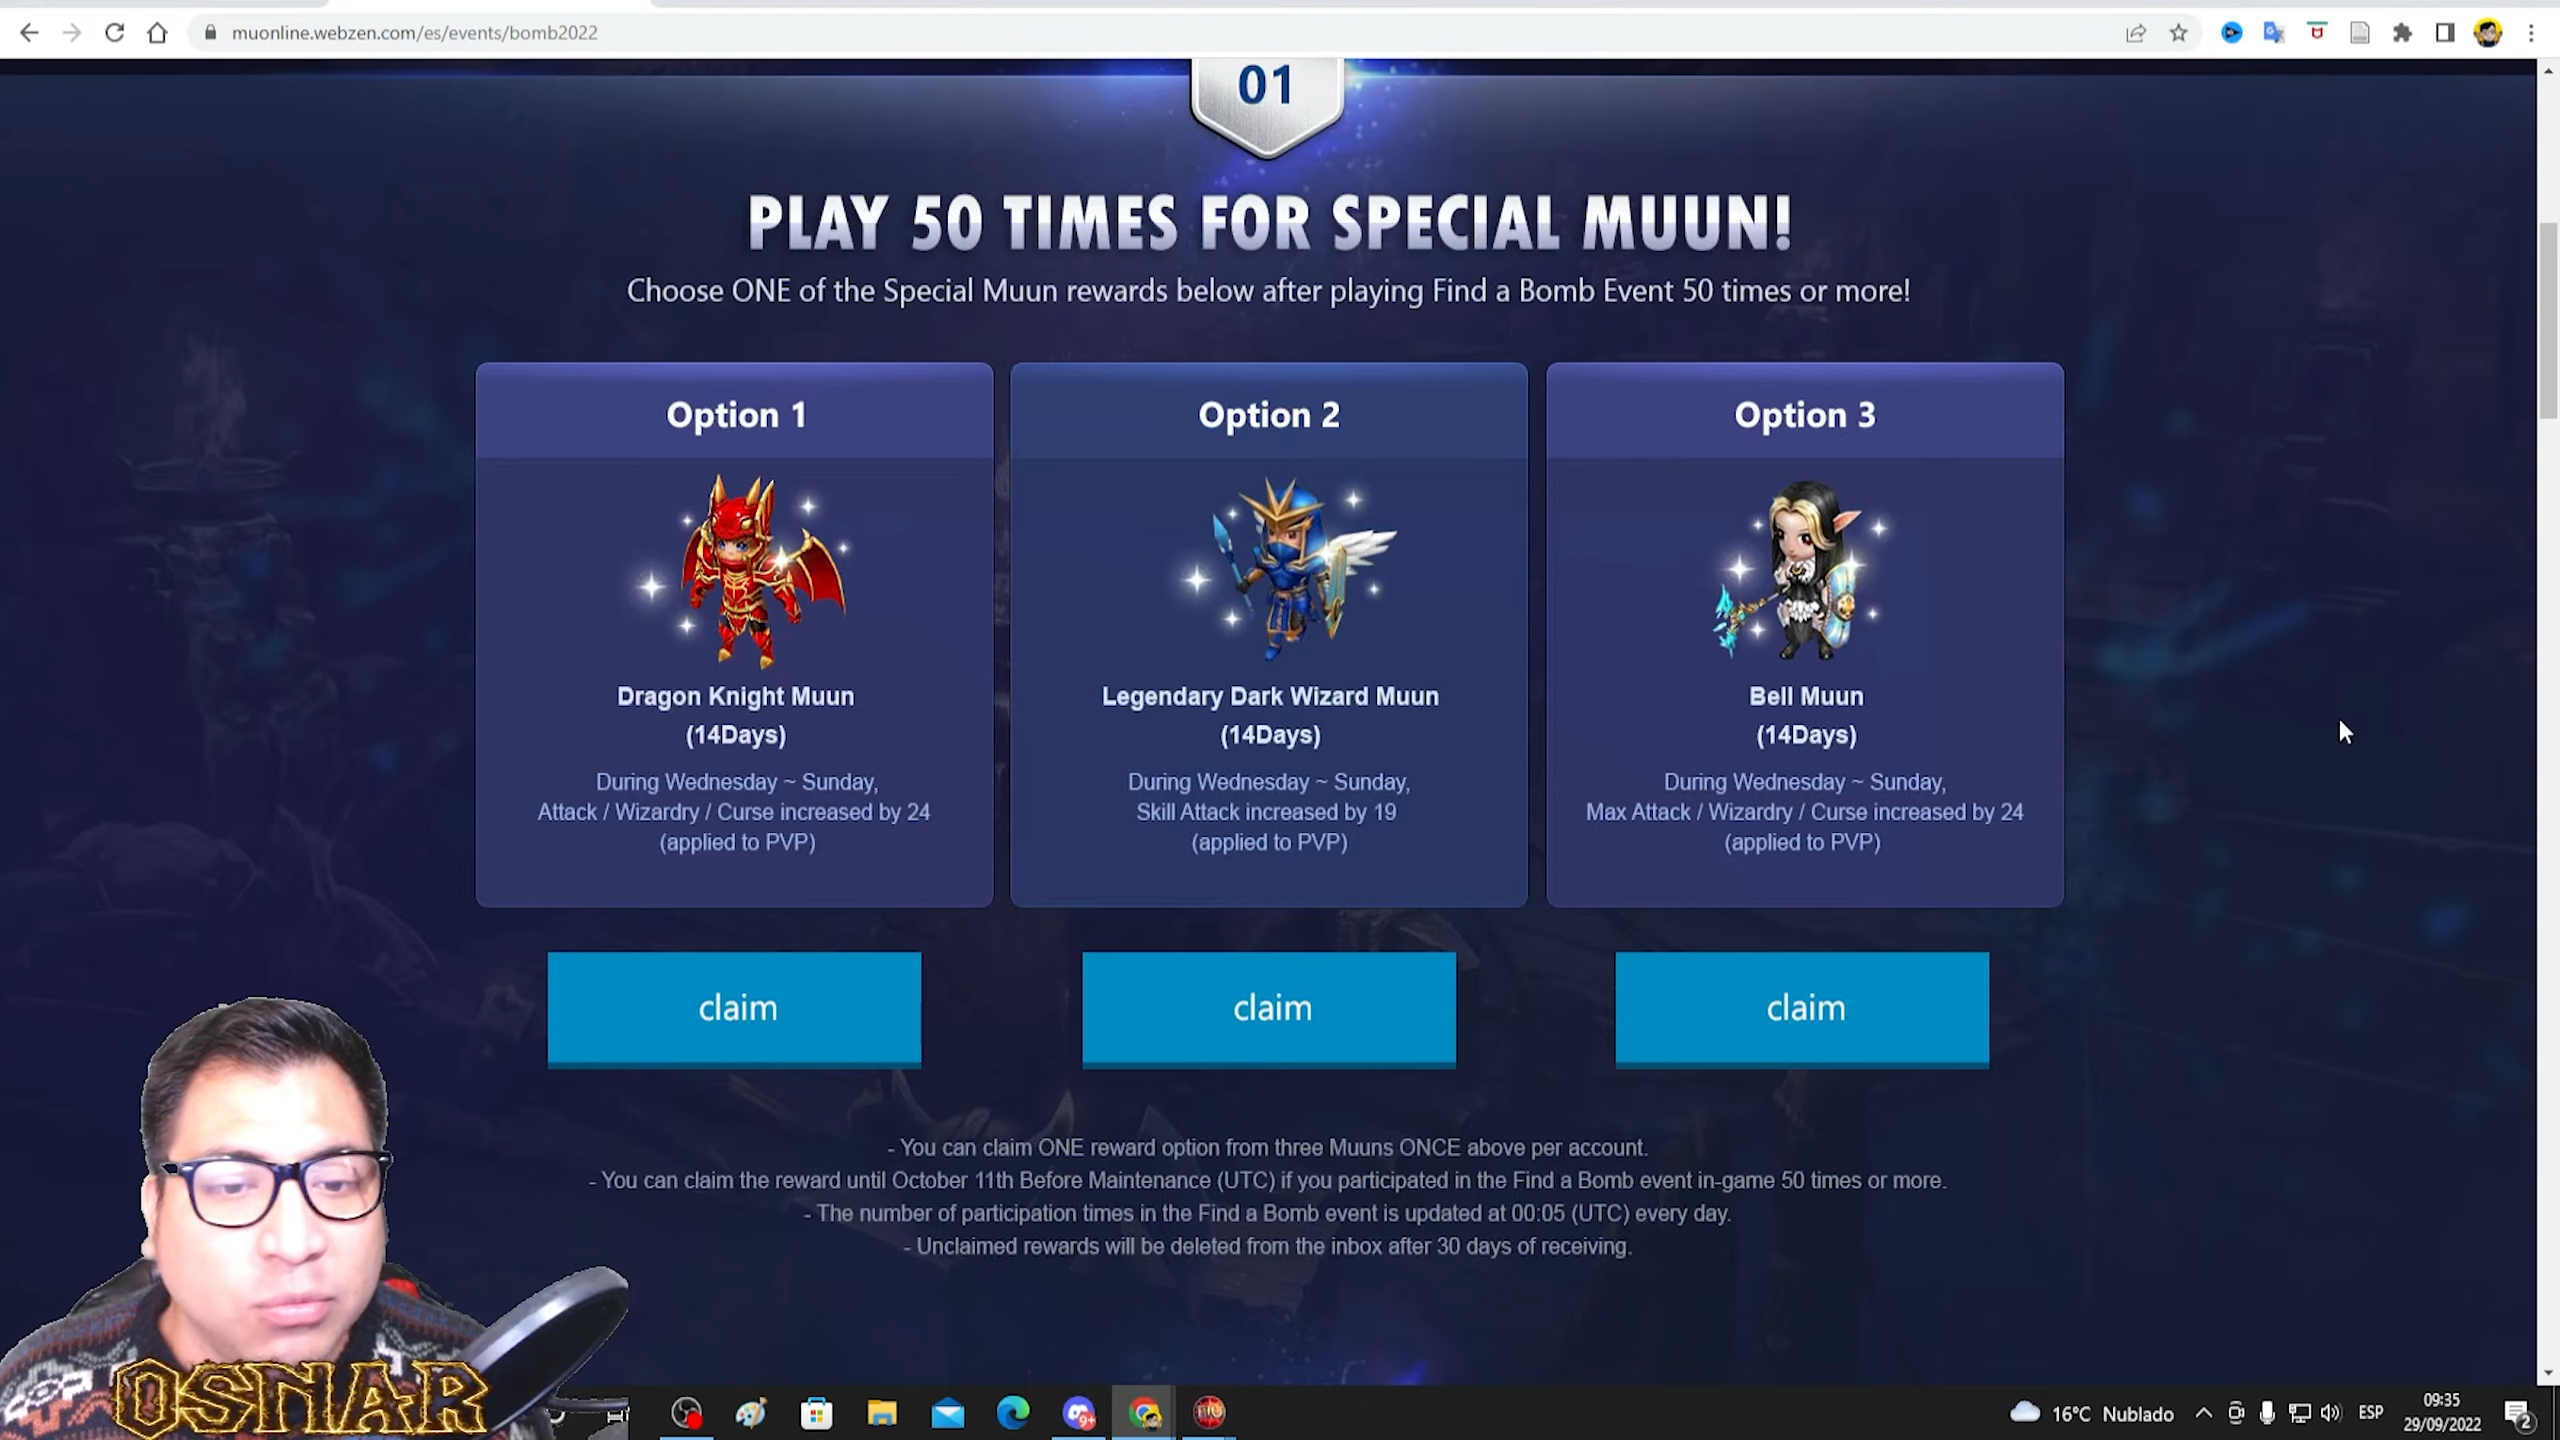 muonline.webzen.com/es/events/bomb2022
01
PLAY 50 TIMES FOR SPECIAL MUUN!
Choose ONE of the Special Muun rewards below after playing Find a Bomb Event 50 times or more!
Option 1
Dragon Knight Muun
(14Days)
During Wednesday ~ Sunday,
Attack / Wizardry / Curse increased by 24
(applied to PVP)
claim
Option 2
Legendary Dark Wizard Muun
(14Days)
During Wednesday ~ Sunday,
Skill Attack increased by 19
(applied to PVP)
claim
Option 3
Bell Muun
(14Days)
During Wednesday ~ Sunday,
Max Attack / Wizardry / Curse increased by 24
(applied to PVP)
claim
- You can claim ONE reward option from three Muuns ONCE above per account.
- You can claim the reward until October 11th Before Maintenance (UTC) if you participated in the Find a Bomb event in-game 50 times or more.
- The number of participation times in the Find a Bomb event is updated at 00:05 (UTC) every day.
- Unclaimed rewards will be deleted from the inbox after 30 days of receiving.
OSNAR
9+
16°C Nublado
ESP
09:35
29/09/2022
2